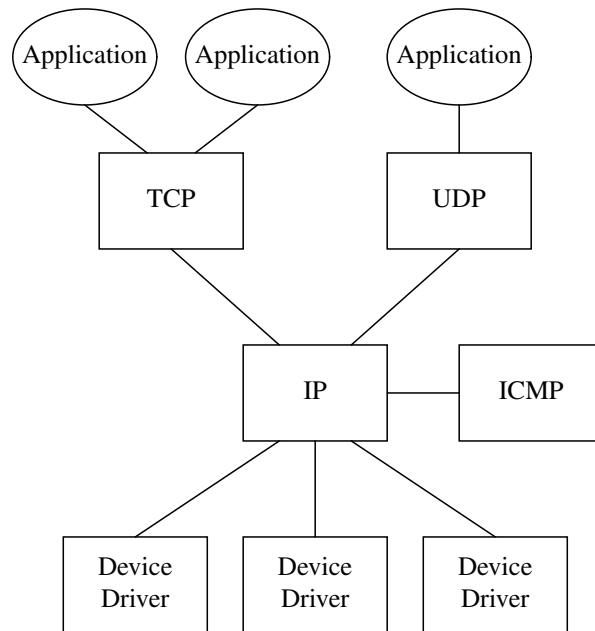 Application
Application
Application
TCP
UDP
IP
ICMP
Device
Driver
Device
Driver
Device
Driver